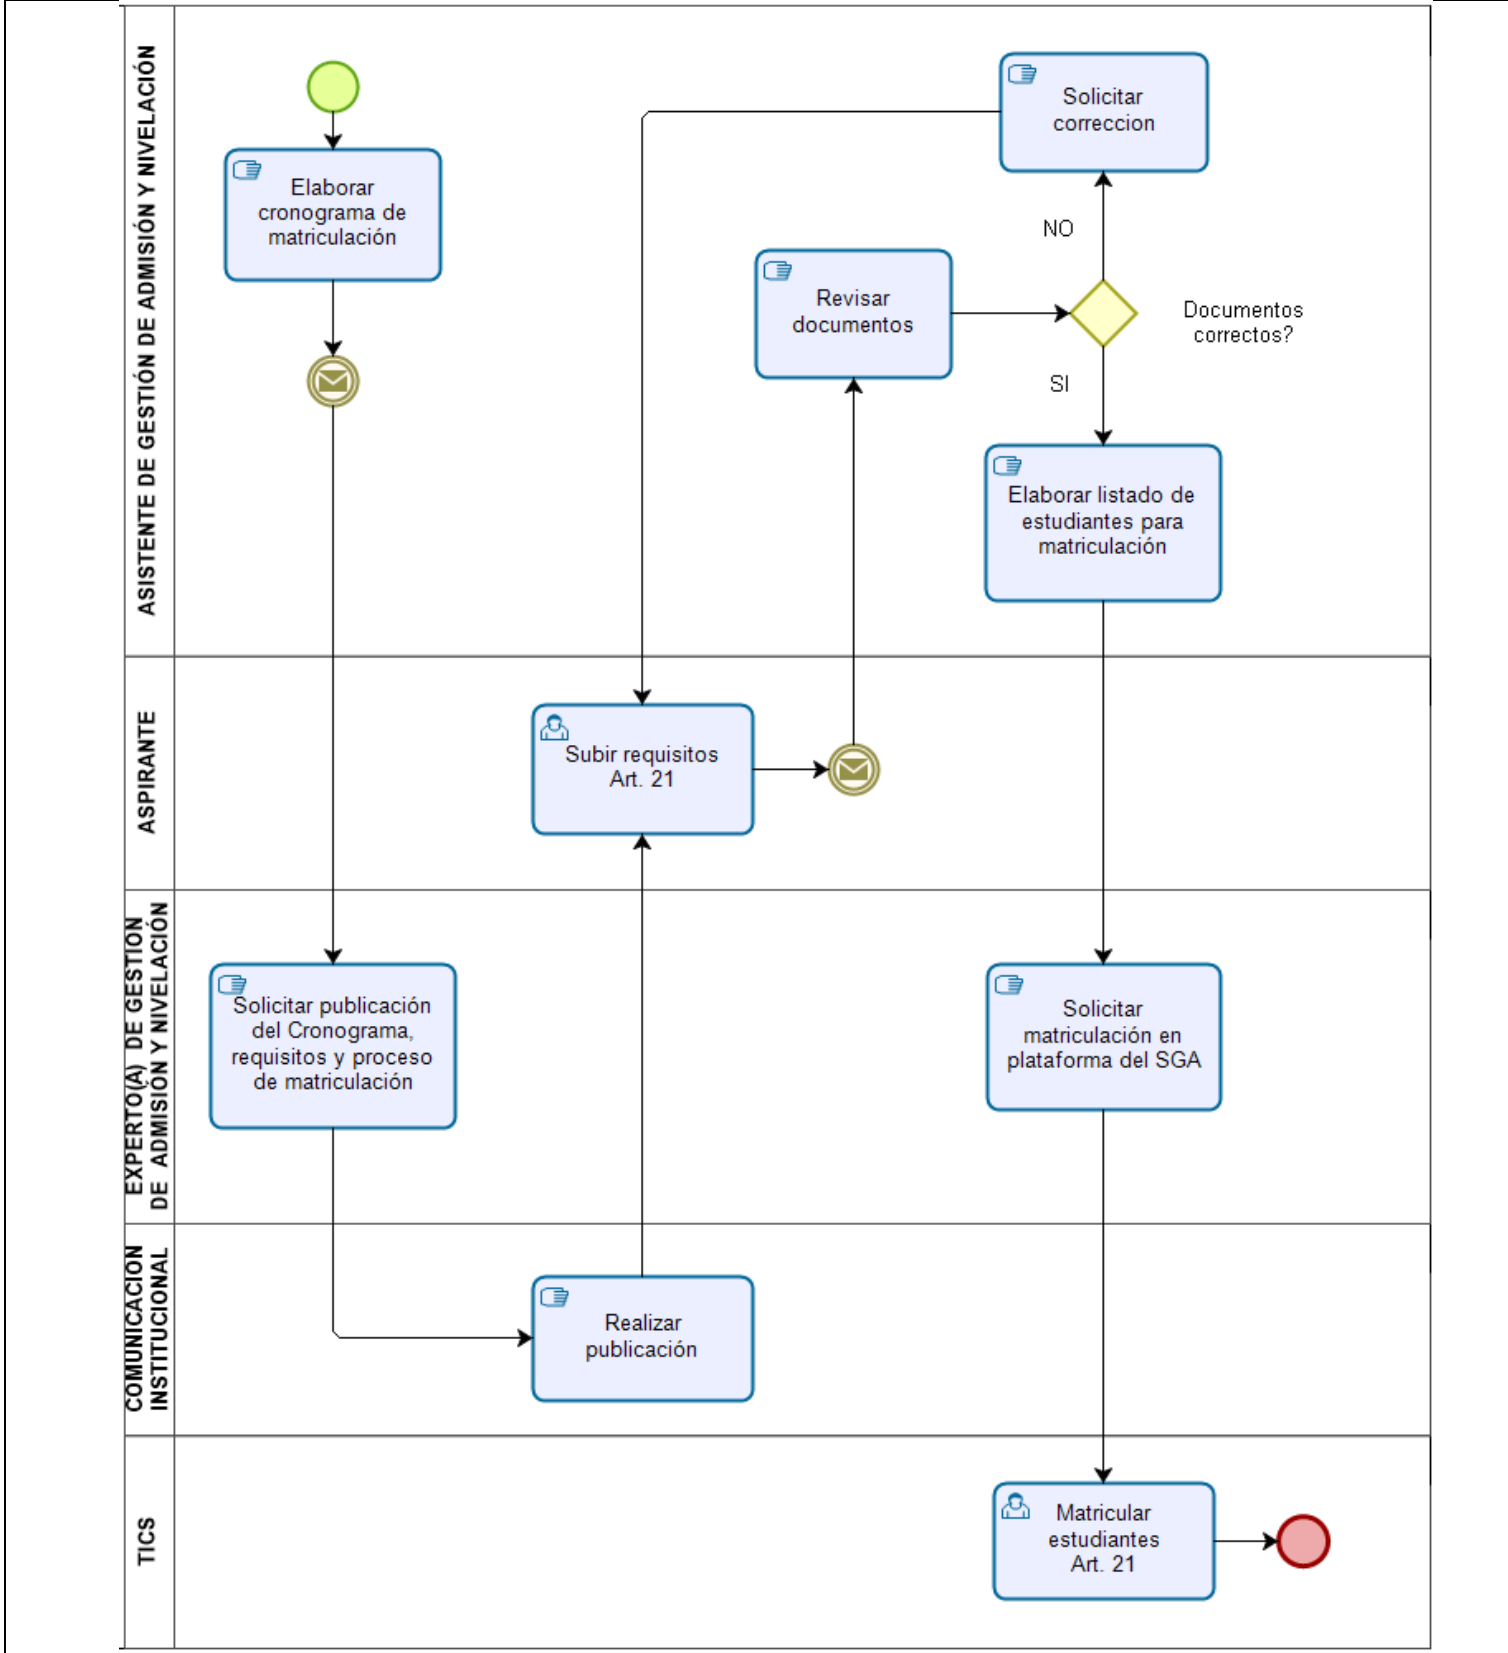 ASISTENTE DE GESTIÓN DE ADMISIÓN Y NIVELACIÓN
Elaborar
cronograma de
matriculación
Solicitar
correccion
NO
Revisar
documentos
Documentos
correctos?
SI
Elaborar listado de
estudiantes para
matriculación
ASPIRANTE
Subir requisitos
Art. 21
EXPERTO(A) DE GESTION
DE ADMISIÓN Y NIVELACIÓN
Solicitar publicación
del Cronograma,
requisitos y proceso
de matriculación
Solicitar
matriculación en
plataforma del SGA
COMUNICACION
INSTITUCIONAL
Realizar
publicación
TICS
Matricular
estudiantes
Art. 21